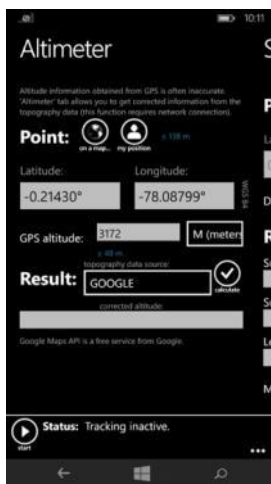 10:11
Altimeter
S
Altitude information obtained from GPS is often inaccurate.
'Altimeter' tab allows you to get corrected information from the
topography data (this function requires network connection).
Point:
on a map...
my position
± 138 m.
Latitude:
Longitude:
-0.21430°
-78.08799°
WGS 84
GPS altitude:
3172
M (meters
± 48 m.
topography data source:
Result:
GOOGLE
calculate
corrected altitude:
Google Maps API is a free service from Google.
Status: Tracking inactive.
start